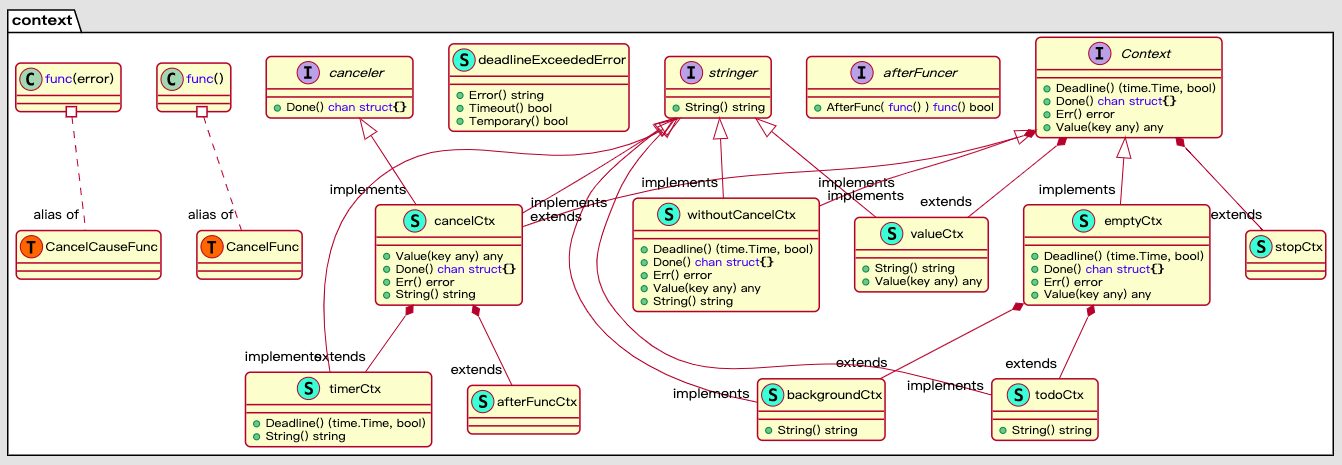 context
C func(error)
C func()
I canceler
Done() chan struct{}
S deadlineExceededError
Error() string
Timeout() bool
Temporary() bool
I stringer
String() string
I afterFuncer
AfterFunc( func() ) func() bool
I Context
Deadline() (time.Time, bool)
Done() chan struct{}
Err() error
Value(key any) any
alias of
alias of
implements
implements
extends
implements
implements
implements
extends
implements
extends
T CancelCauseFunc
T CancelFunc
S cancelCtx
Value(key any) any
Done() chan struct{}
Err() error
String() string
S withoutCancelCtx
Deadline() (time.Time, bool)
Done() chan struct{}
Err() error
Value(key any) any
String() string
S valueCtx
String() string
Value(key any) any
S emptyCtx
Deadline() (time.Time, bool)
Done() chan struct{}
Err() error
Value(key any) any
S stopCtx
implements
extends
extends
implements
extends
implements
extends
S timerCtx
Deadline() (time.Time, bool)
String() string
S afterFuncCtx
S backgroundCtx
String() string
S todoCtx
String() string